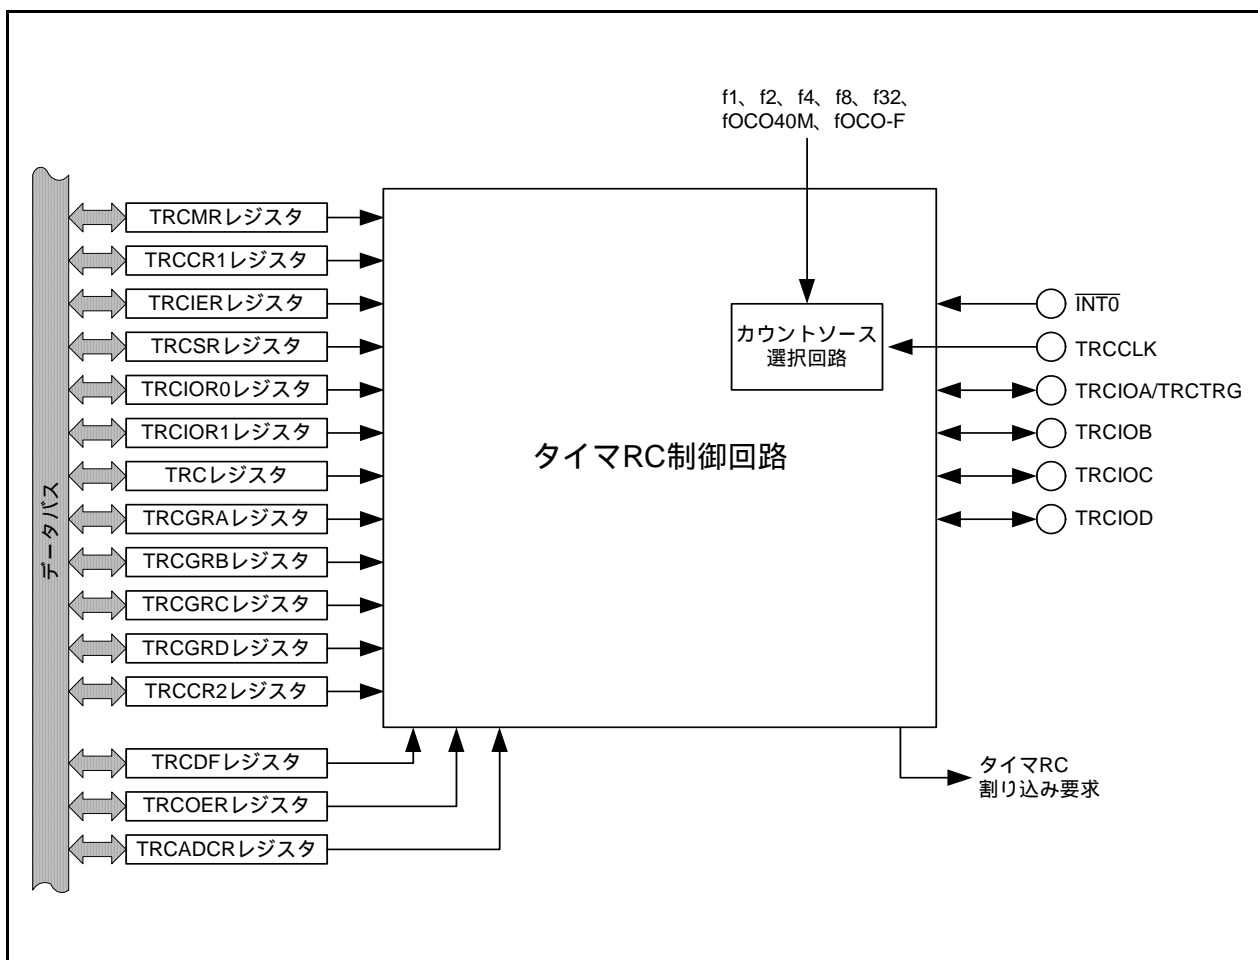 f1、f2、f4、f8、f32、
fOCO40M、fOCO-F
データバス
TRCMRレジスタ
TRCCR1レジスタ
TRCIERレジスタ
TRCSRレジスタ
TRCIOR0レジスタ
TRCIOR1レジスタ
TRCレジスタ
TRCGRAレジスタ
TRCGRBレジスタ
TRCGRCレジスタ
TRCGRDレジスタ
TRCCR2レジスタ
TRCDFレジスタ
TRCOERレジスタ
TRCADCRレジスタ
カウントソース
選択回路
タイマRC制御回路
INT0
TRCCLK
TRCIOA/TRCTRG
TRCIOB
TRCIOC
TRCIOD
タイマRC
割り込み要求